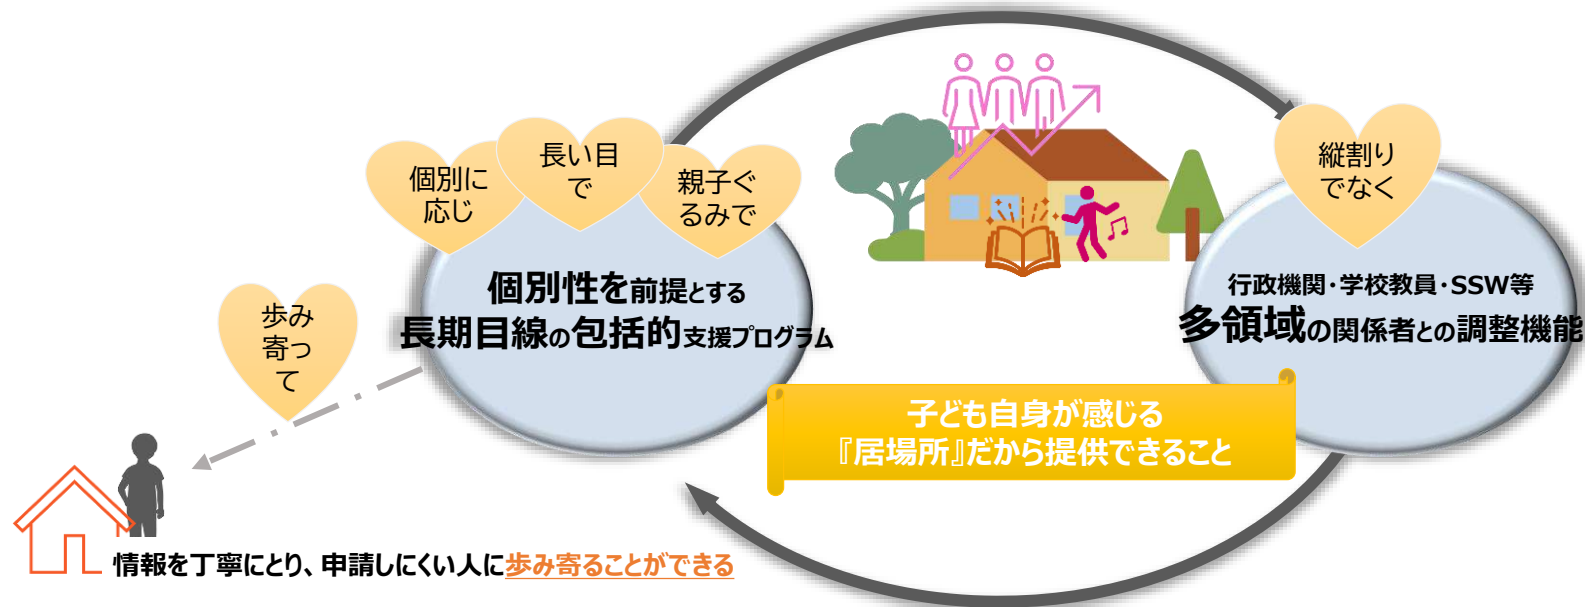 個別に
応じ
長い目
で
親子ぐ
るみで
縦割り
でなく
個別性を前提とする
長期目線の包括的支援プログラム
行政機関・学校教員・SSW等
多領域の関係者との調整機能
歩み
寄っ
て
子ども自身が感じる
『居場所』だから提供できること
情報を丁寧にとり、申請しにくい人に歩み寄ることができる